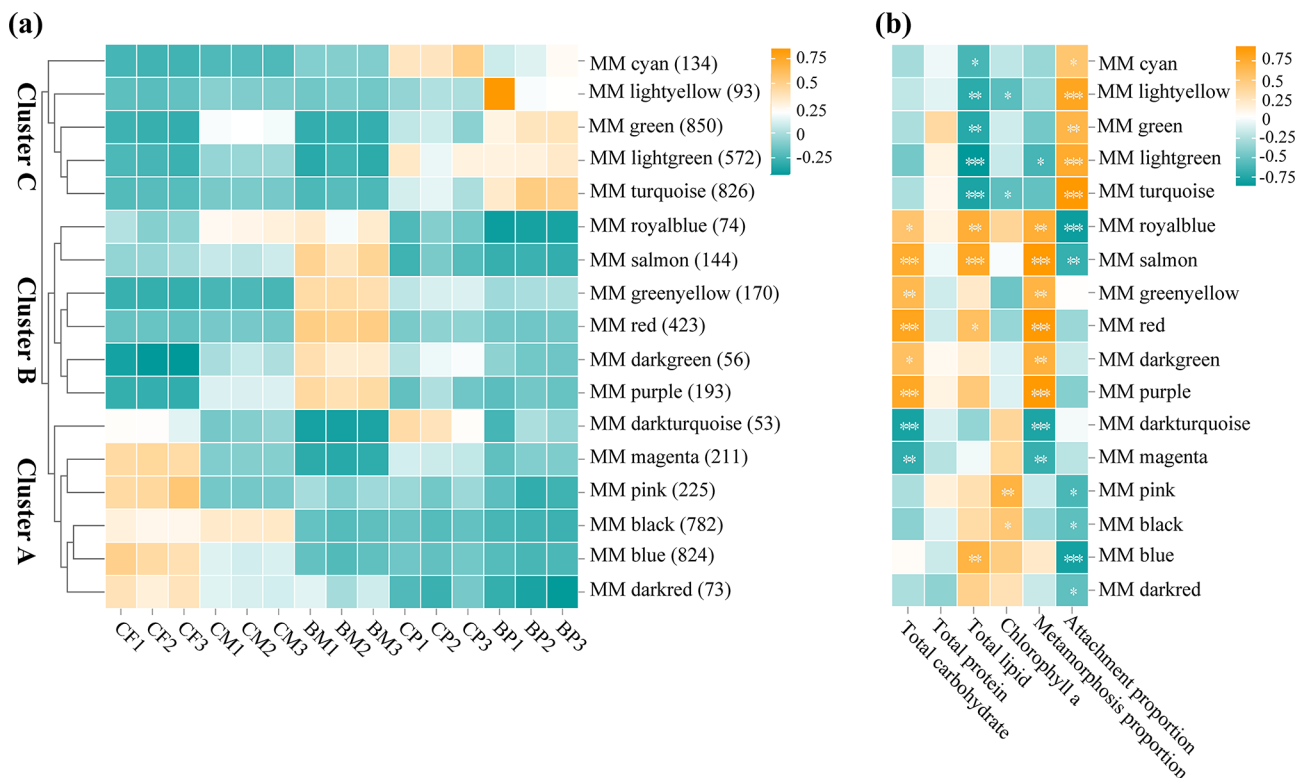 (a)
Cluster C
Cluster B
Cluster A
MM cyan (134)
MM lightyellow (93)
MM green (850)
MM lightgreen (572)
MM turquoise (826)
MM royalblue (74)
MM salmon (144)
MM greenyellow (170)
MM red (423)
MM darkgreen (56)
MM purple (193)
MM darkturquoise (53)
MM magenta (211)
MM pink (225)
MM black (782)
MM blue (824)
MM darkred (73)
0.75
0.50
0.25
0
-0.25
CF1
CF2
CF3
CM1
CM2
CM3
BM1
BM2
BM3
CP1
CP2
CP3
BP1
BP2
BP3
(b)
* *
*** ** *
** ***
** ***
*** * ***
*** * ***
* ** ** ***
*** *** *** **
** **
*** * ***
* **
*** ***
*** ***
** **
** *
* *
** ***
*
MM cyan
MM lightyellow
MM green
MM lightgreen
MM turquoise
MM royalblue
MM salmon
MM greenyellow
MM red
MM darkgreen
MM purple
MM darkturquoise
MM magenta
MM pink
MM black
MM blue
MM darkred
0.75
0.5
0.25
0
-0.25
-0.5
-0.75
Total carbohydrate
Total protein
Total lipid
Chlorophyll a
Metamorphosis proportion
Attachment proportion